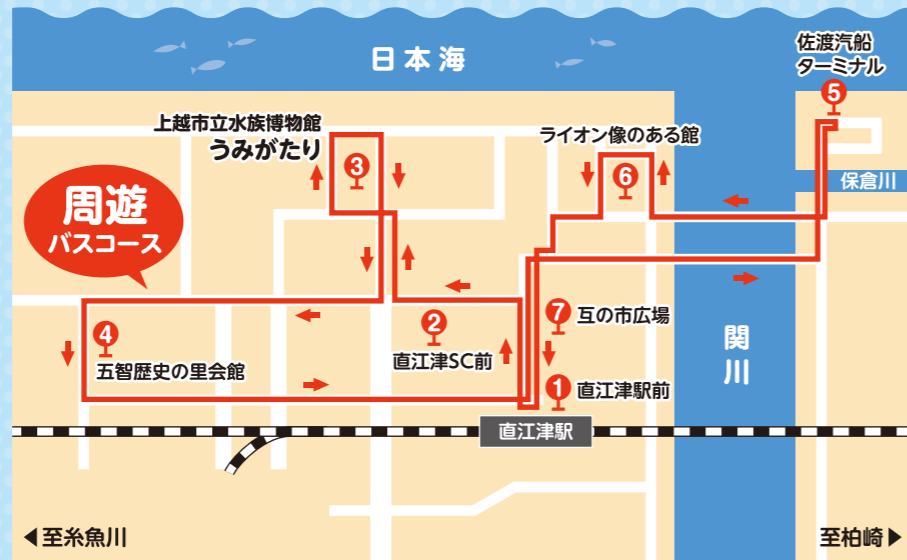 日本海
佐渡汽船
ターミナル
5
上越市立水族博物館
うみがたり
3
ライオン像のある館
6
保倉川
周遊
バスコース
4
五智歴史の里会館
2
直江津SC前
7
互の市広場
1
直江津駅前
関川
直江津駅
◀至糸魚川
至柏崎▶